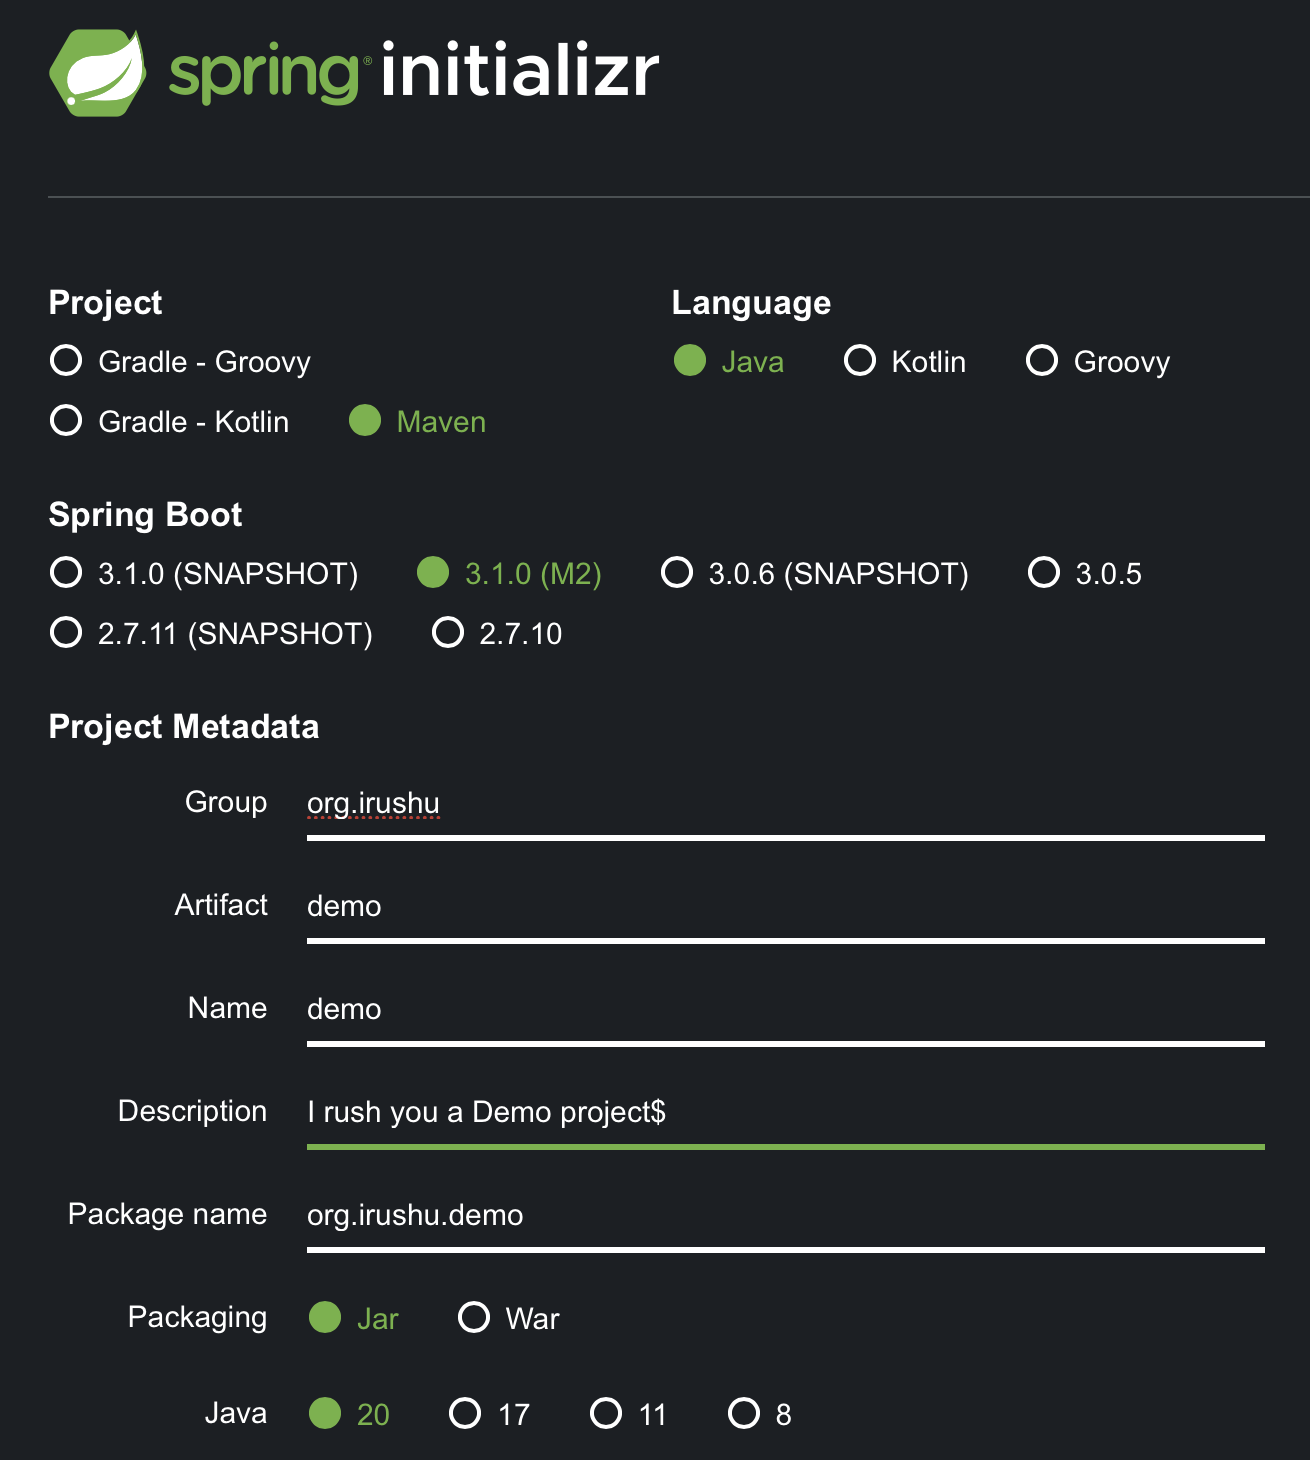 spring® initializr
Project
Language
Gradle - Groovy
Java Kotlin Groovy
Gradle - Kotlin Maven
Spring Boot
3.1.0 (SNAPSHOT) 3.1.0 (M2) 3.0.6 (SNAPSHOT) 3.0.5
2.7.11 (SNAPSHOT) 2.7.10
Project Metadata
Group org.irushu
Artifact demo
Name demo
Description I rush you a Demo project$
Package name org.irushu.demo
Packaging Jar War
Java 20 17 11 8